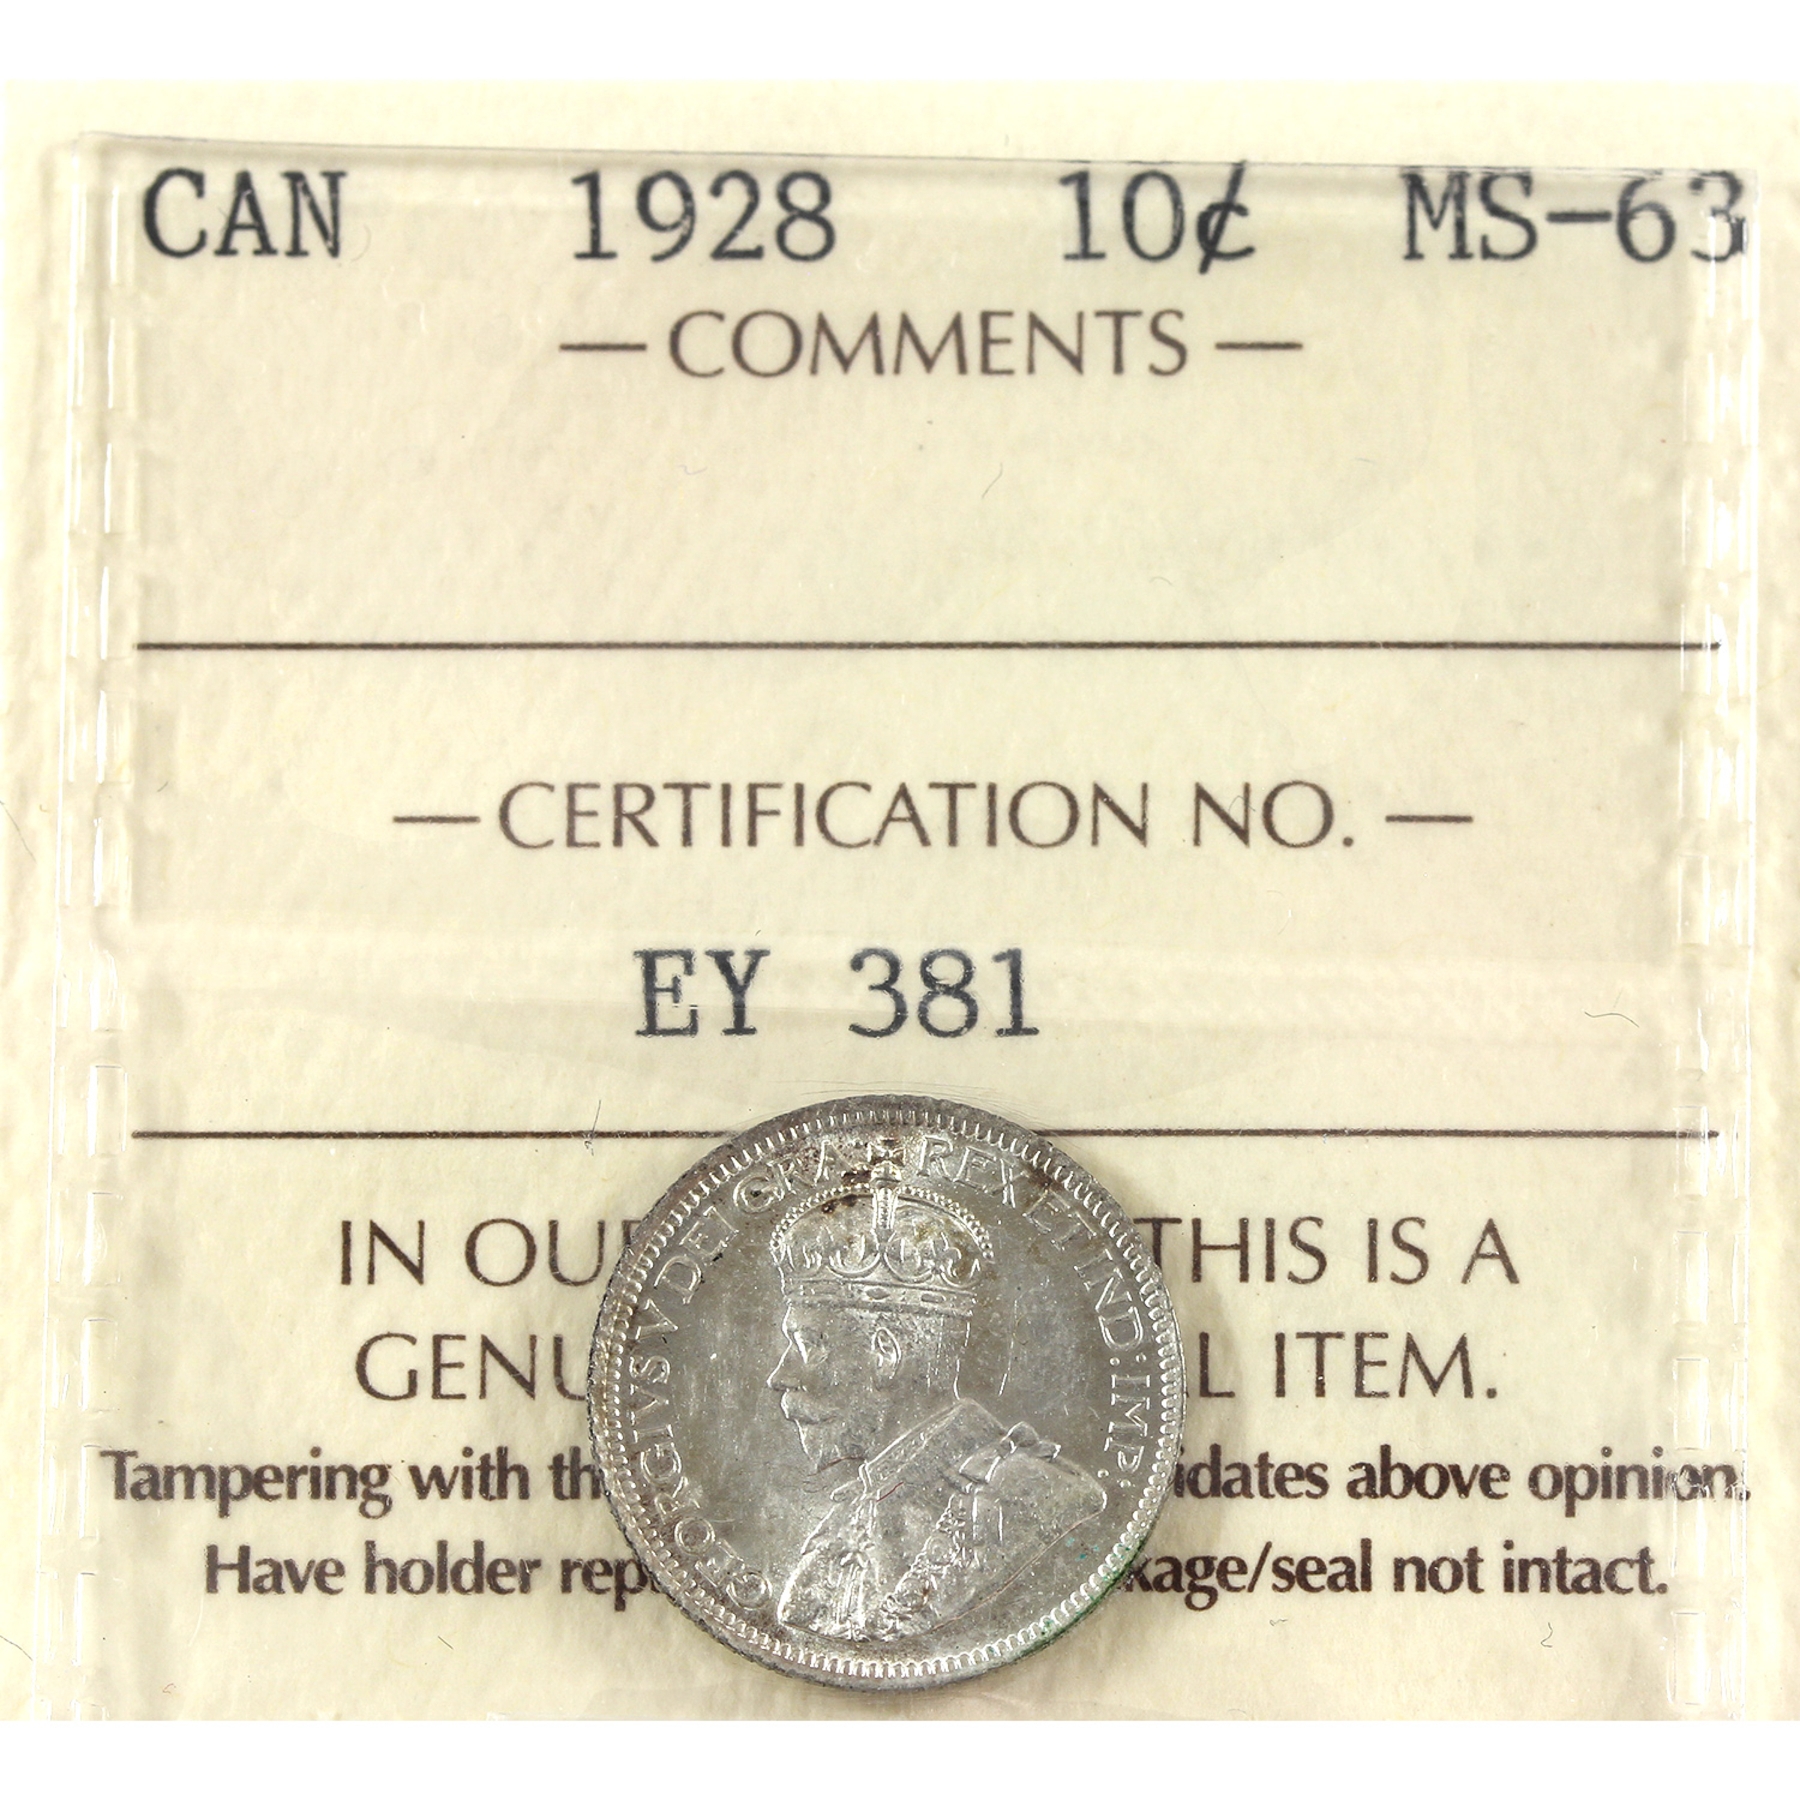 CAN 1928 10¢ MS-63
— COMMENTS —
— CERTIFICATION NO. —
EY 381
GEORGIVS V DEI GRA: REX ET IND: IMP:
IN OU THIS IS A
GENU L ITEM.
Tampering with th idates above opinion.
Have holder rep kage/seal not intact.